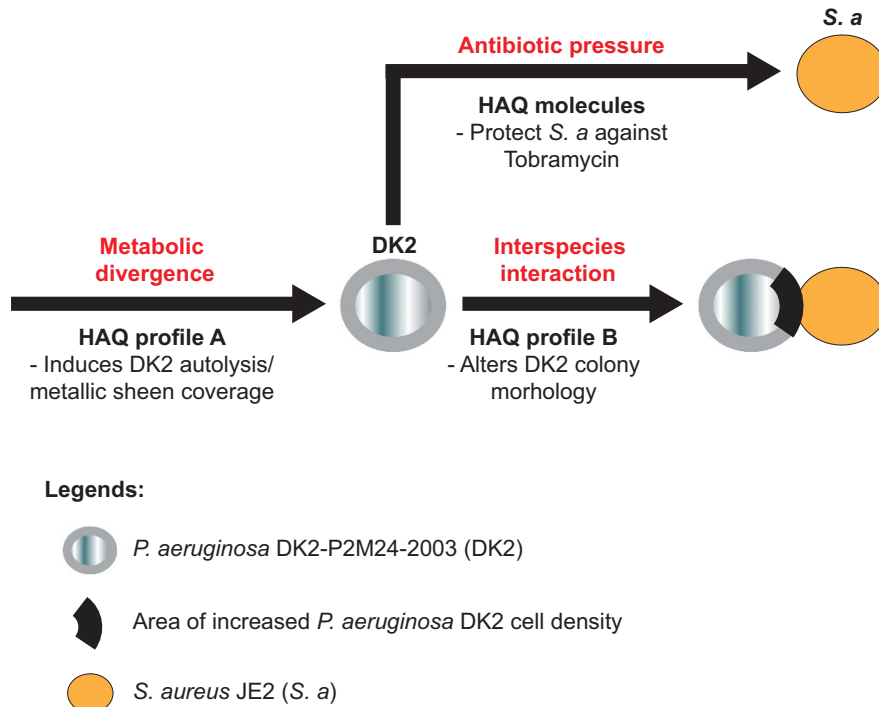 S. a
Antibiotic pressure
HAQ molecules
- Protect S. a against
Tobramycin
Metabolic
divergence
HAQ profile A
- Induces DK2 autolysis/
metallic sheen coverage
DK2
Interspecies
interaction
HAQ profile B
- Alters DK2 colony
morhology
Legends:
P. aeruginosa DK2-P2M24-2003 (DK2)
Area of increased P. aeruginosa DK2 cell density
S. aureus JE2 (S. a)